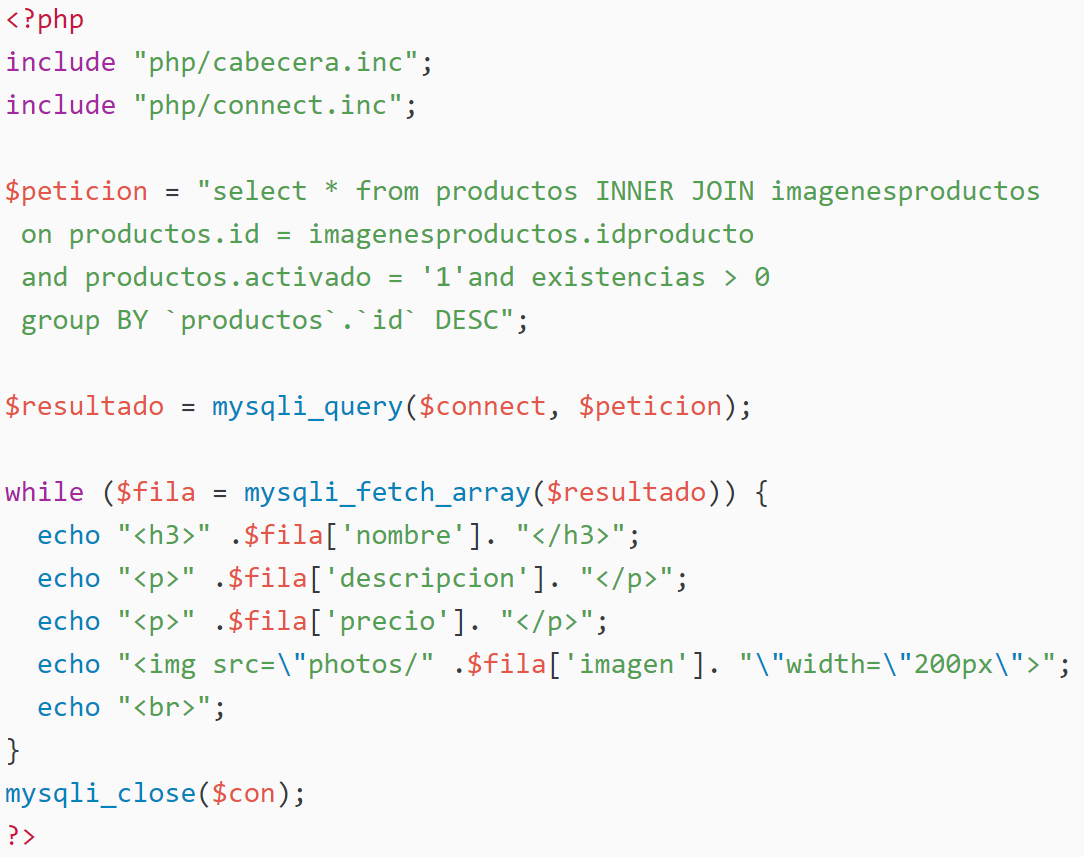 <?php
include "php/cabecera.inc";
include "php/connect.inc";

$peticion = "select * from productos INNER JOIN imagenesproductos
 on productos.id = imagenesproductos.idproducto
 and productos.activado = '1'and existencias > 0
 group BY `productos`.`id` DESC";

$resultado = mysqli_query($connect, $peticion);

while ($fila = mysqli_fetch_array($resultado)) {
  echo "<h3>" .$fila['nombre']. "</h3>";
  echo "<p>" .$fila['descripcion']. "</p>";
  echo "<p>" .$fila['precio']. "</p>";
  echo "<img src=\"photos/" .$fila['imagen']. "\"width=\"200px\">";
  echo "<br>";
}
mysqli_close($con);
?>